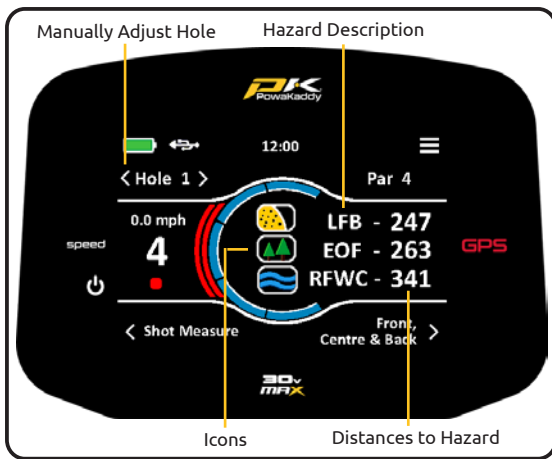 Manually Adjust Hole
Hazard Description
PK
PowaKaddy
12:00
< Hole 1 >
Par 4
0.0 mph
speed
4
LFB - 247
EOF - 263
RFWC - 341
GPS
< Shot Measure
Front,
Centre & Back >
30v
MAX
Icons
Distances to Hazard